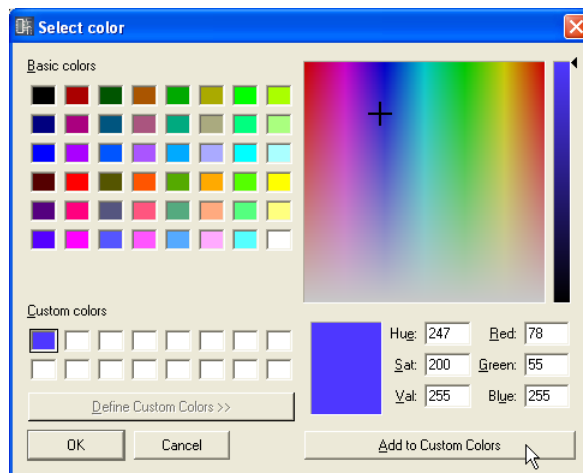 Select color
Basic colors
Custom colors
Define Custom Colors >>
OK Cancel
Hue: 247 Red: 78
Sat: 200 Green: 55
Val: 255 Blue: 255
Add to Custom Colors